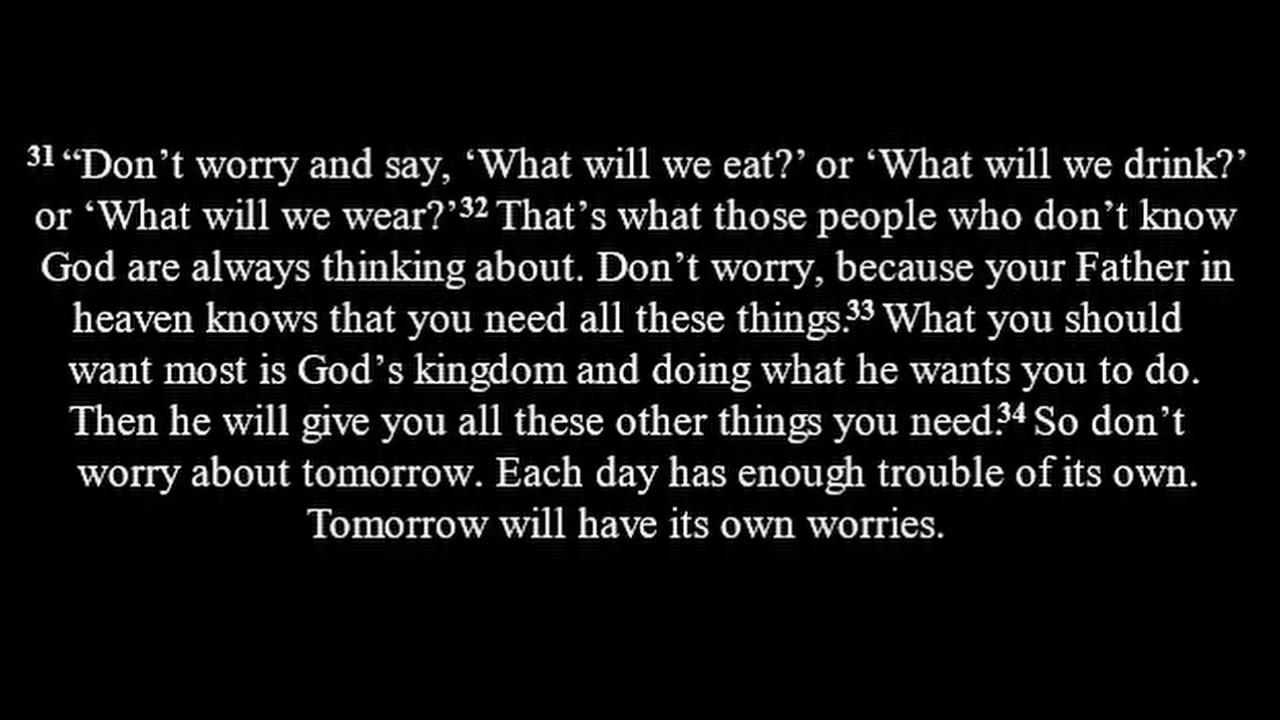 ³¹ “Don’t worry and say, ‘What will we eat?’ or ‘What will we drink?’
or ‘What will we wear?’³² That’s what those people who don’t know
God are always thinking about. Don’t worry, because your Father in
heaven knows that you need all these things.³³ What you should
want most is God’s kingdom and doing what he wants you to do.
Then he will give you all these other things you need.³⁴ So don’t
worry about tomorrow. Each day has enough trouble of its own.
Tomorrow will have its own worries.